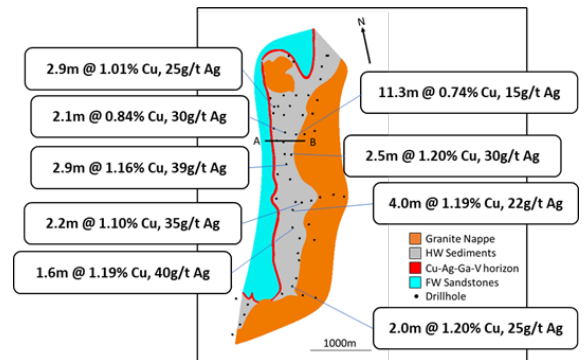 N
2.9m @ 1.01% Cu, 25g/t Ag
11.3m @ 0.74% Cu, 15g/t Ag
2.1m @ 0.84% Cu, 30g/t Ag
A B
2.5m @ 1.20% Cu, 30g/t Ag
2.9m @ 1.16% Cu, 39g/t Ag
4.0m @ 1.19% Cu, 22g/t Ag
2.2m @ 1.10% Cu, 35g/t Ag
1.6m @ 1.19% Cu, 40g/t Ag
Granite Nappe
HW Sediments
Cu-Ag-Ga-V horizon
FW Sandstones
Drillhole
2.0m @ 1.20% Cu, 25g/t Ag
1000m